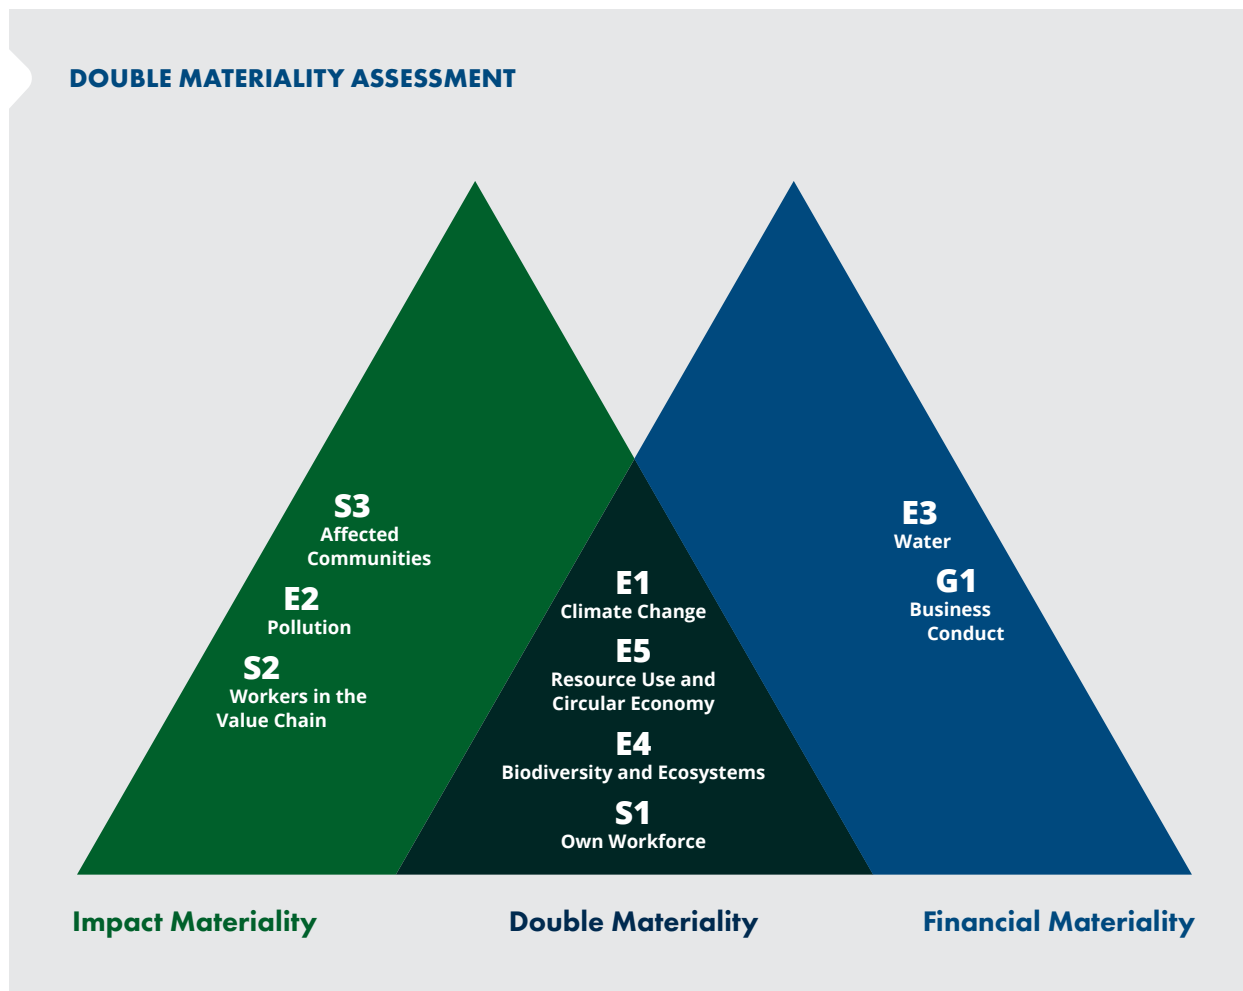 DOUBLE MATERIALITY ASSESSMENT
S3
Affected
Communities
E2
Pollution
S2
Workers in the
Value Chain
E1
Climate Change
E5
Resource Use and
Circular Economy
E4
Biodiversity and Ecosystems
S1
Own Workforce
E3
Water
G1
Business
Conduct
Impact Materiality
Double Materiality
Financial Materiality